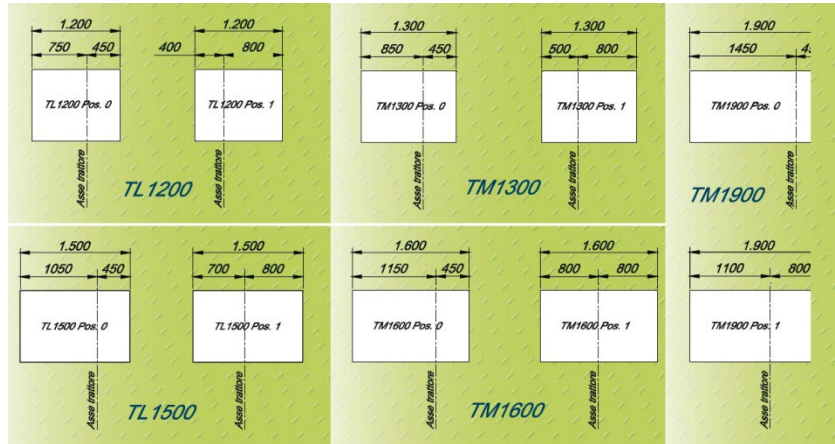 1.200
750 450
TL1200 Pos. 0
Asse trattore
1.200
400 800
TL1200 Pos. 1
Asse trattore
TL1200
1.300
850 450
TM1300 Pos. 0
Asse trattore
1.300
500 800
TM1300 Pos. 1
Asse trattore
TM1300
1.900
1450
TM1900 Pos. 0
Asse trattore
TM1900
1.500
1050 450
TL1500 Pos. 0
Asse trattore
1.500
700 800
TL1500 Pos. 1
Asse trattore
TL1500
1.600
1150 450
TM1600 Pos. 0
Asse trattore
1.600
800 800
TM1600 Pos. 1
Asse trattore
TM1600
1.900
1100 800
TM1900 Pos. 1
Asse trattore